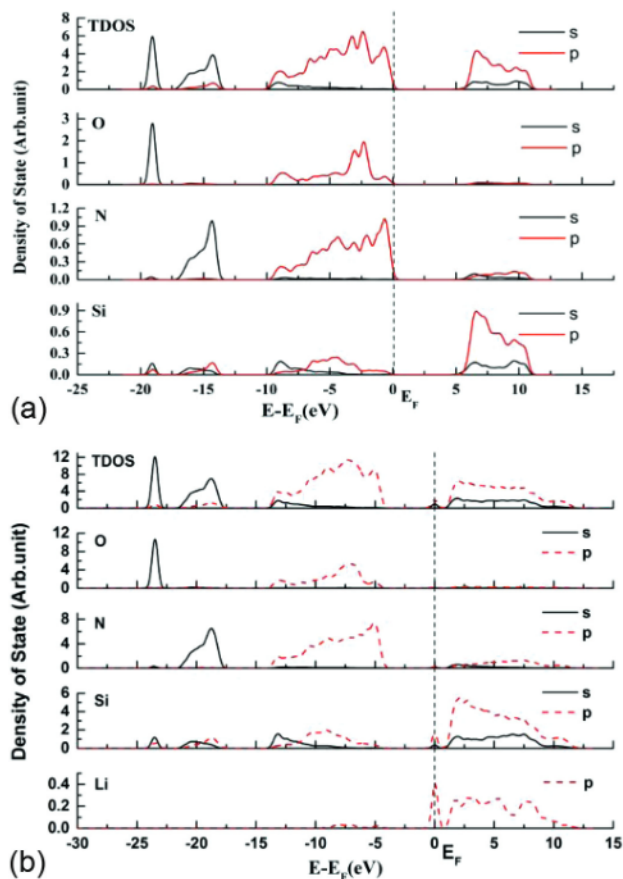 TDOS
s
p
8
6
4
2
0
O
s
p
3
2
1
0
N
s
p
1.2
0.9
0.6
0.3
0.0
Si
s
p
0.9
0.6
0.3
0.0
Density of State (Arb.unit)
-25 -20 -15 -10 -5 0 5 10 15
E-E_F(eV)
E_F
(a)
TDOS
s
p
12
8
4
0
O
s
p
12
8
4
0
N
s
p
8
4
0
Si
s
p
6
4
2
0
Li
p
0.4
0.2
0.0
Density of State (Arb.unit)
-30 -25 -20 -15 -10 -5 0 5 10
E-E_F(eV)
E_F
(b)